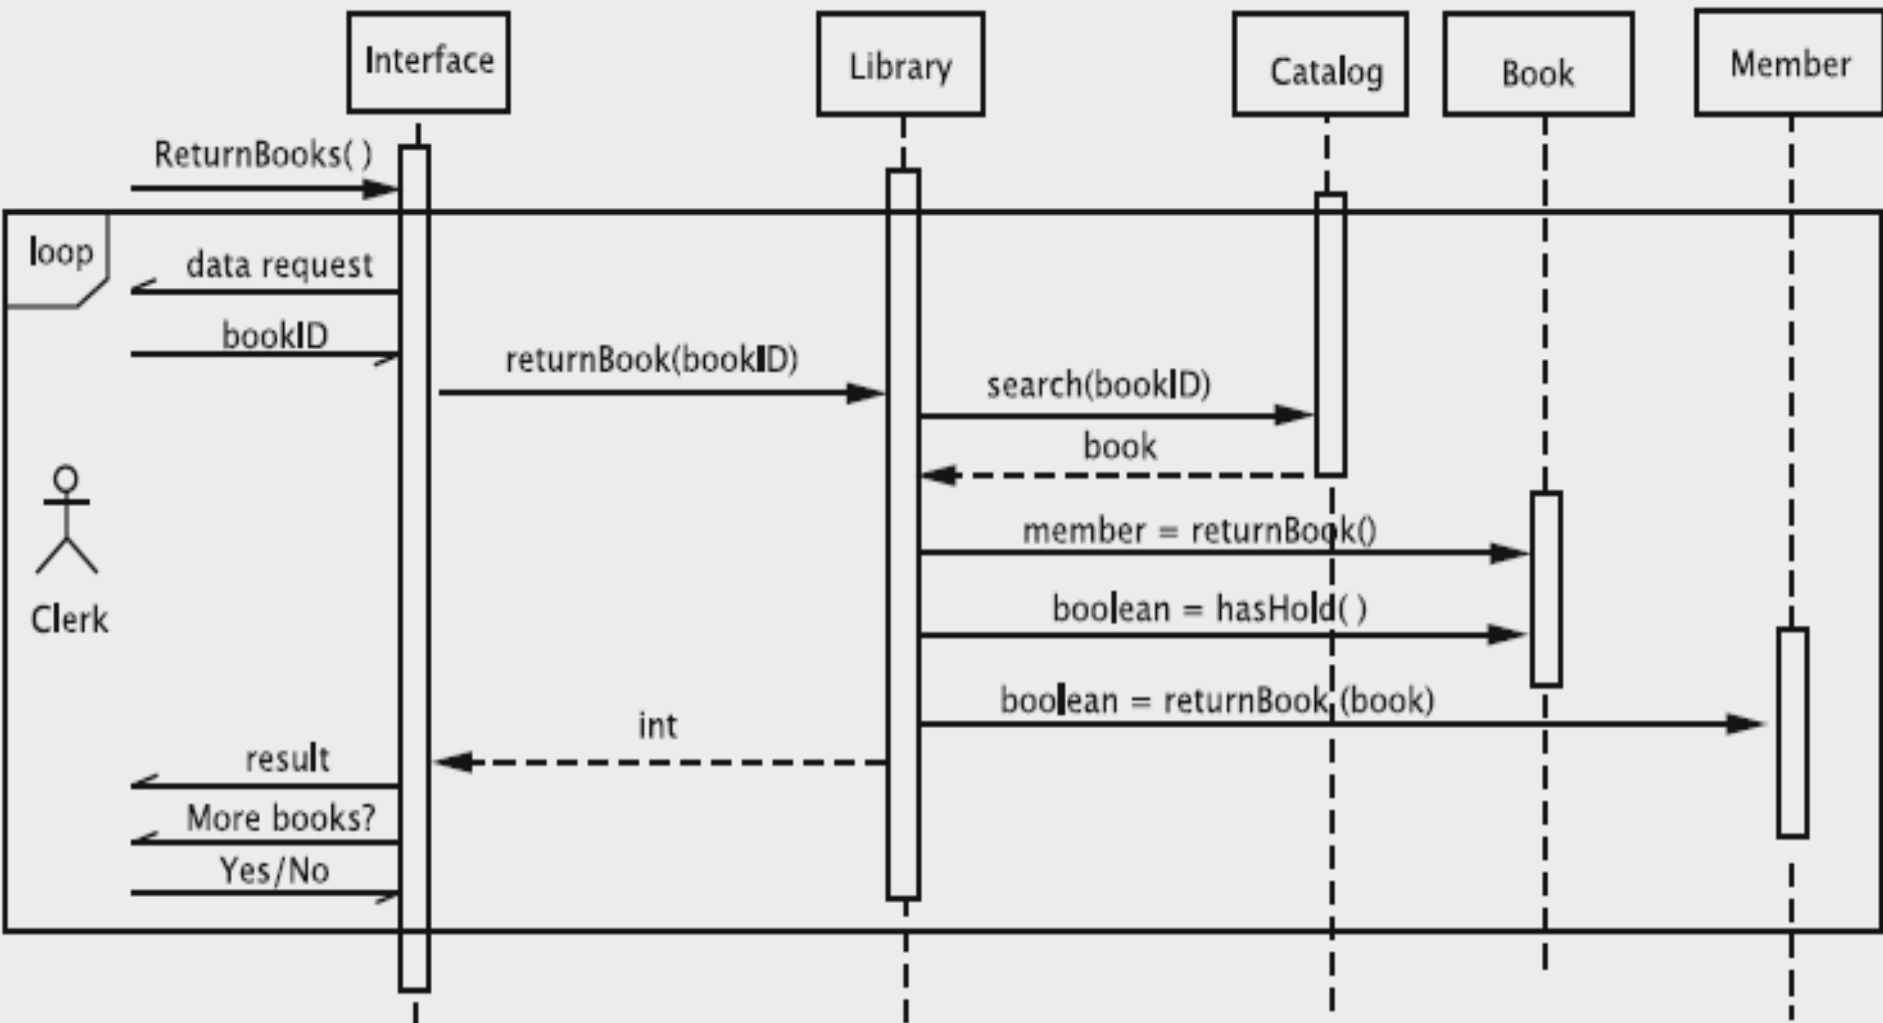 Interface
Library
Catalog
Book
Member
ReturnBooks( )
loop
data request
bookID
returnBook(bookID)
search(bookID)
book
member = returnBook()
boolean = hasHold( )
Clerk
boolean = returnBook (book)
int
result
More books?
Yes/No